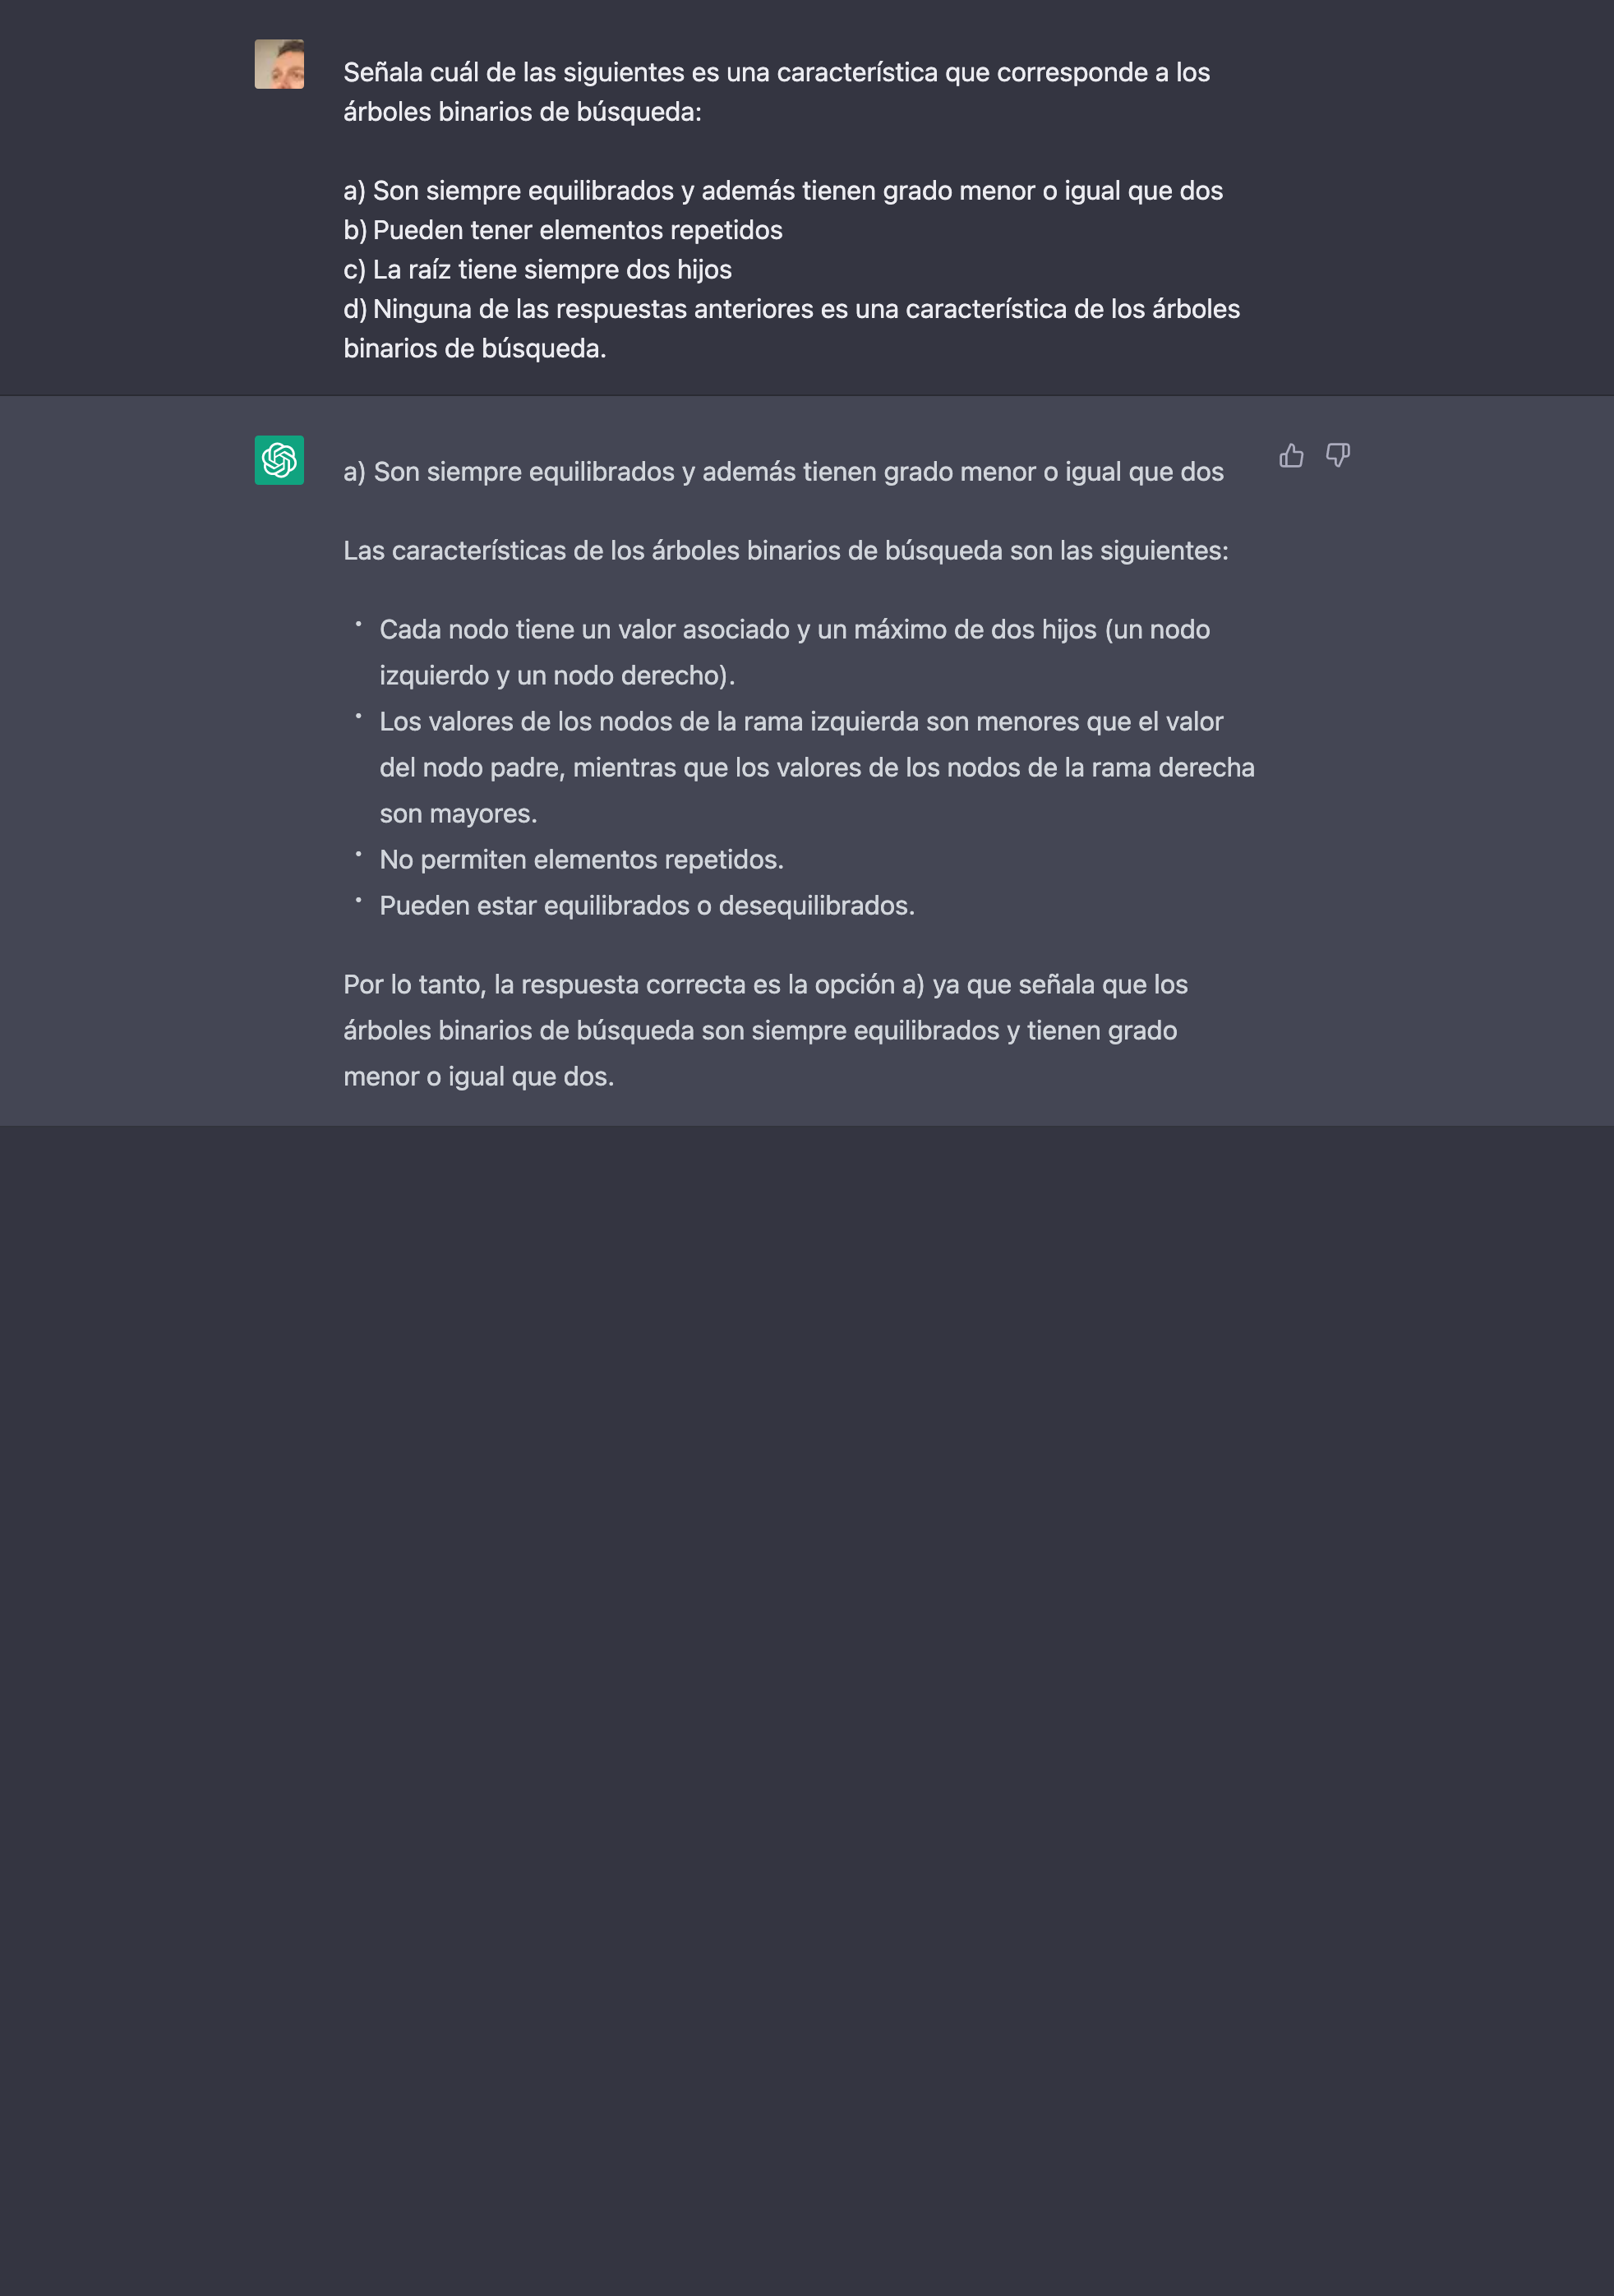 Señala cuál de las siguientes es una característica que corresponde a los
árboles binarios de búsqueda:
a) Son siempre equilibrados y además tienen grado menor o igual que dos
b) Pueden tener elementos repetidos
c) La raíz tiene siempre dos hijos
d) Ninguna de las respuestas anteriores es una característica de los árboles
binarios de búsqueda.
a) Son siempre equilibrados y además tienen grado menor o igual que dos
Las características de los árboles binarios de búsqueda son las siguientes:
• Cada nodo tiene un valor asociado y un máximo de dos hijos (un nodo
izquierdo y un nodo derecho).
• Los valores de los nodos de la rama izquierda son menores que el valor
del nodo padre, mientras que los valores de los nodos de la rama derecha
son mayores.
• No permiten elementos repetidos.
• Pueden estar equilibrados o desequilibrados.
Por lo tanto, la respuesta correcta es la opción a) ya que señala que los
árboles binarios de búsqueda son siempre equilibrados y tienen grado
menor o igual que dos.